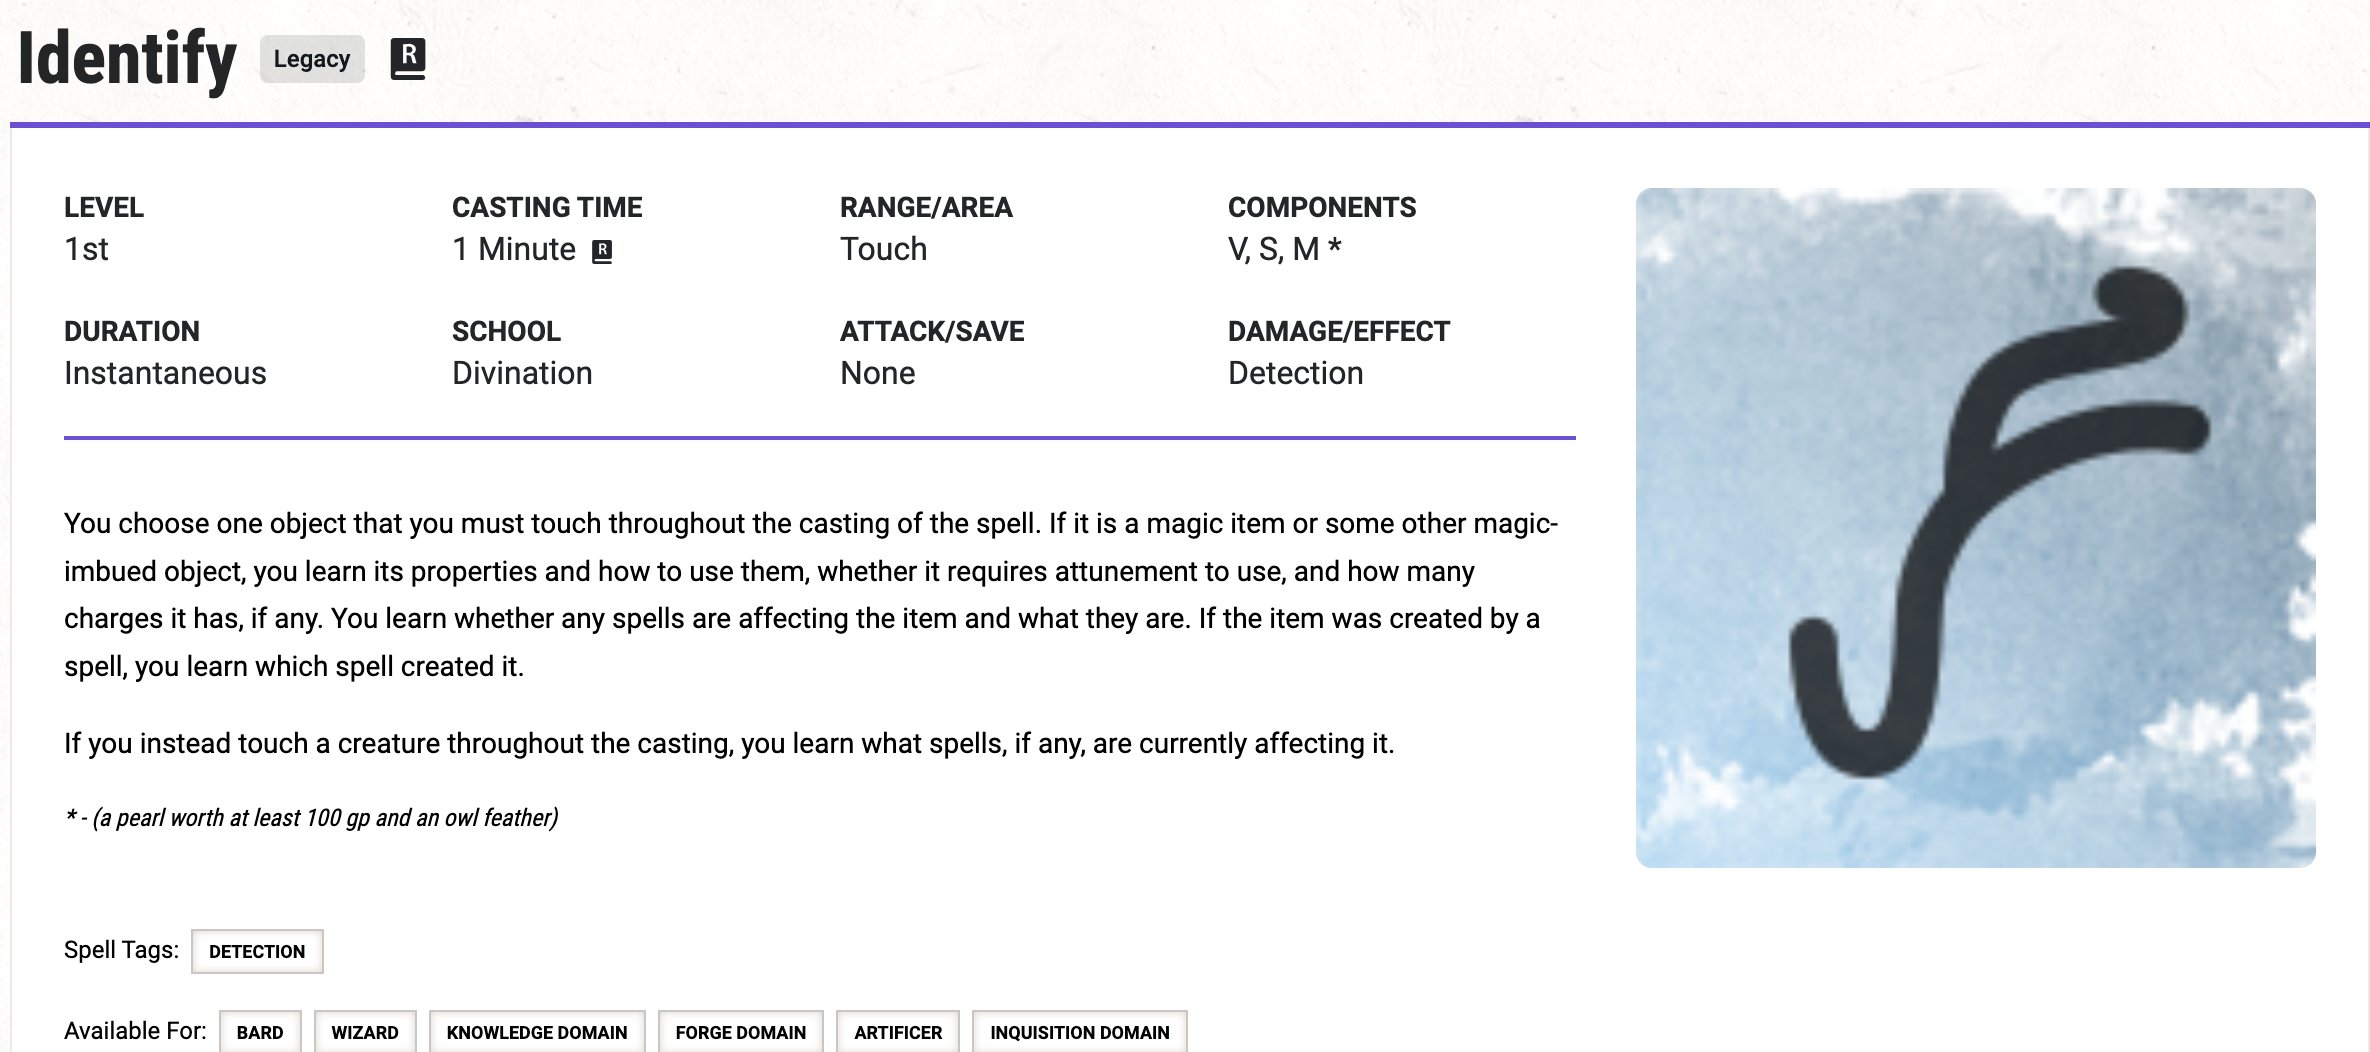 Identify Legacy R
LEVEL
1st
CASTING TIME
1 Minute R
RANGE/AREA
Touch
COMPONENTS
V, S, M *
DURATION
Instantaneous
SCHOOL
Divination
ATTACK/SAVE
None
DAMAGE/EFFECT
Detection
You choose one object that you must touch throughout the casting of the spell. If it is a magic item or some other magic-
imbued object, you learn its properties and how to use them, whether it requires attunement to use, and how many
charges it has, if any. You learn whether any spells are affecting the item and what they are. If the item was created by a
spell, you learn which spell created it.
If you instead touch a creature throughout the casting, you learn what spells, if any, are currently affecting it.
* - (a pearl worth at least 100 gp and an owl feather)
Spell Tags: DETECTION
Available For: BARD WIZARD KNOWLEDGE DOMAIN FORGE DOMAIN ARTIFICER INQUISITION DOMAIN